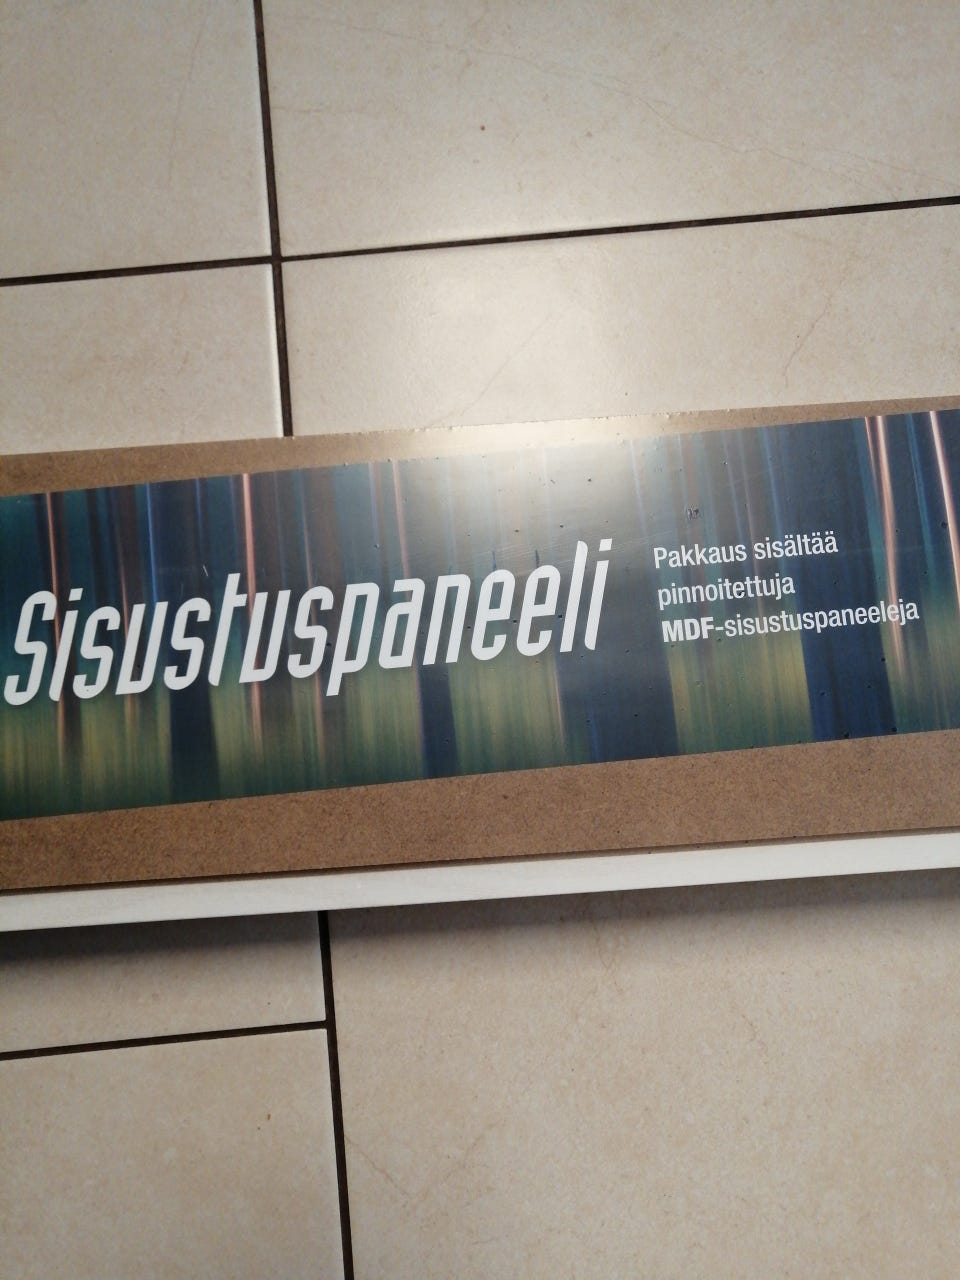 Sisustuspaneeli
Pakkaus sisältää
pinnoitettuja
MDF-sisustuspaneeleja